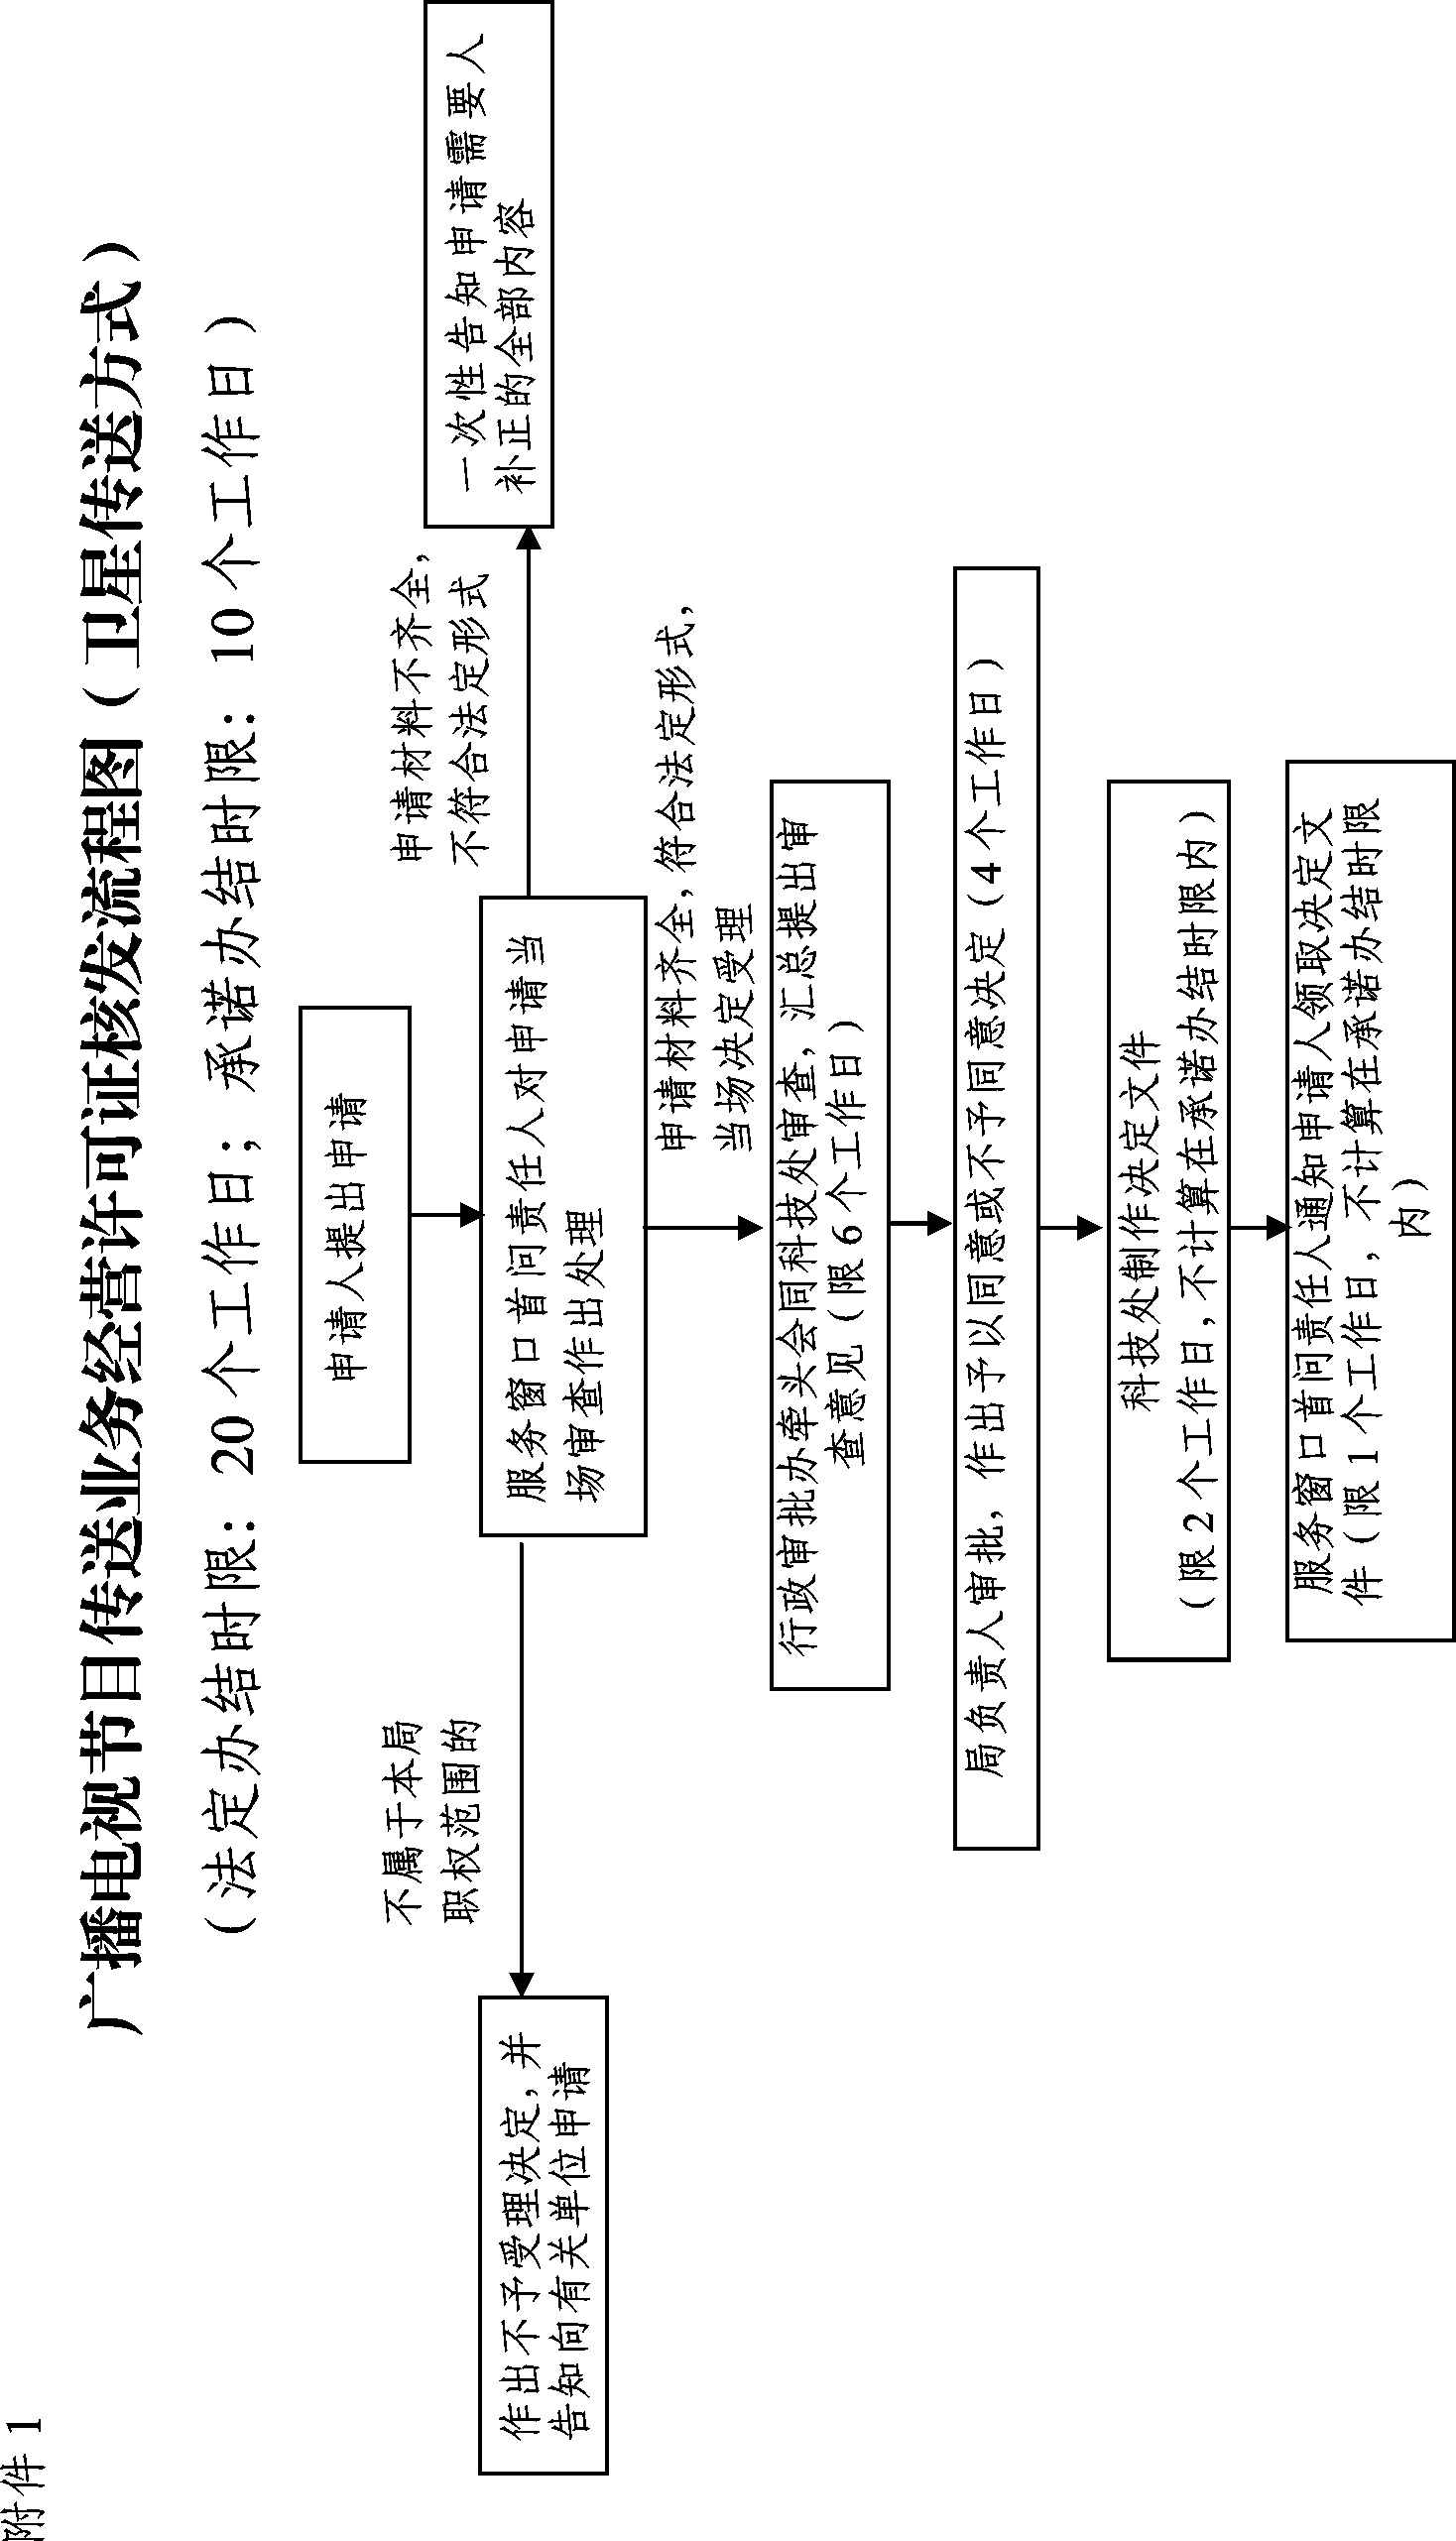 附件 1
广播电视节目传送业务经营许可证核发流程图（卫星传送方式）
（法定办结时限：20 个工作日；承诺办结时限：10 个工作日）
申请人提出申请
不属于本局
职权范围的
申请材料不齐全，
不符合法定形式
作出不予受理决定，并
告知向有关单位申请
服务窗口首问责任人对申请当
场审查作出处理
一次性告知申请需要人
补正的全部内容
申请材料齐全，符合法定形式，
当场决定受理
行政审批办牵头会同科技处审查，汇总提出审
查意见（限 6 个工作日）
局负责人审批，作出予以同意或不予同意决定（4 个工作日）
科技处制作决定文件
（限 2 个工作日，不计算在承诺办结时限内）
服务窗口首问责任人通知申请人领取决定文
件（限 1 个工作日，不计算在承诺办结时限
内）